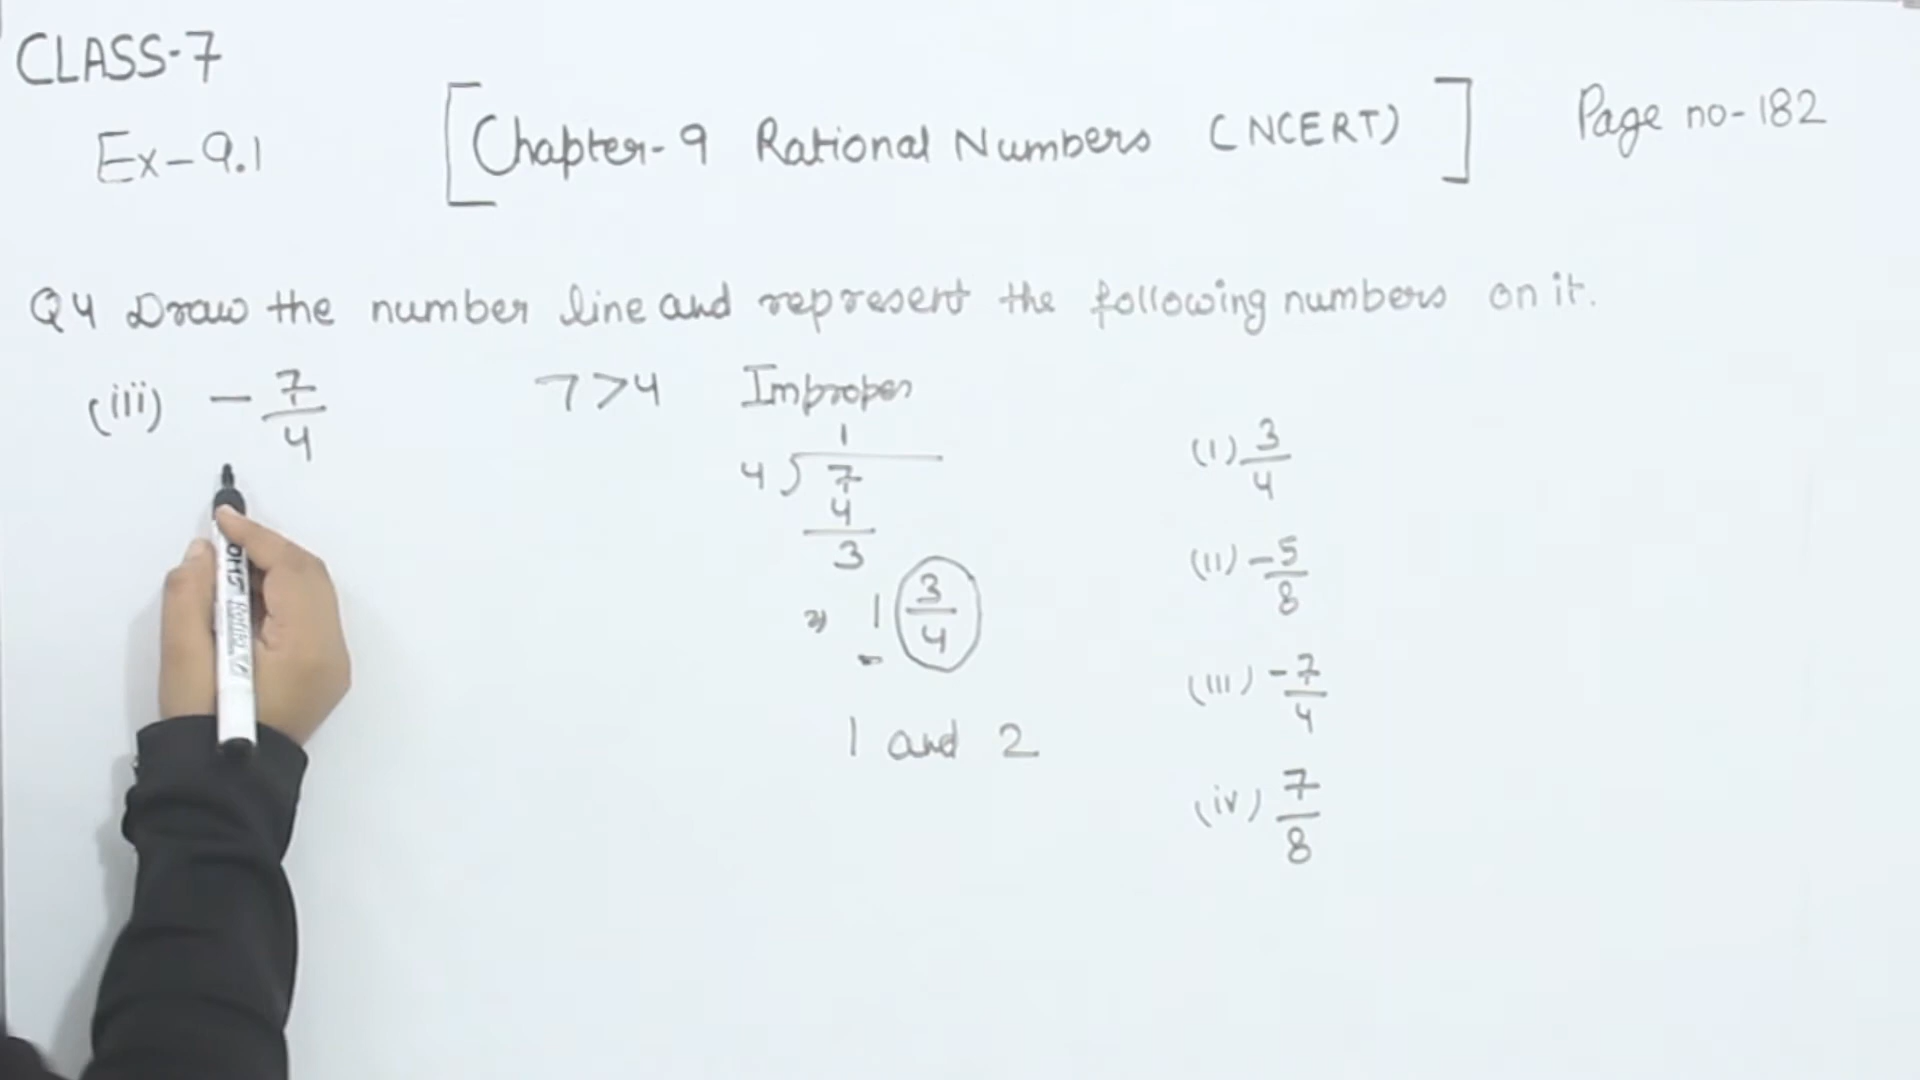 CLASS-7
Ex-9.1
[Chapter-9 Rational Numbers (NCERT)]
Page no-182
Q4 Draw the number line and represent the following numbers on it.
(iii) -7/4
7>4 Improper
1
4) 7
4
3
⇒ 1 3/4
1 and 2
(i) 3/4
(ii) -5/8
(iii) -7/4
(iv) 7/8